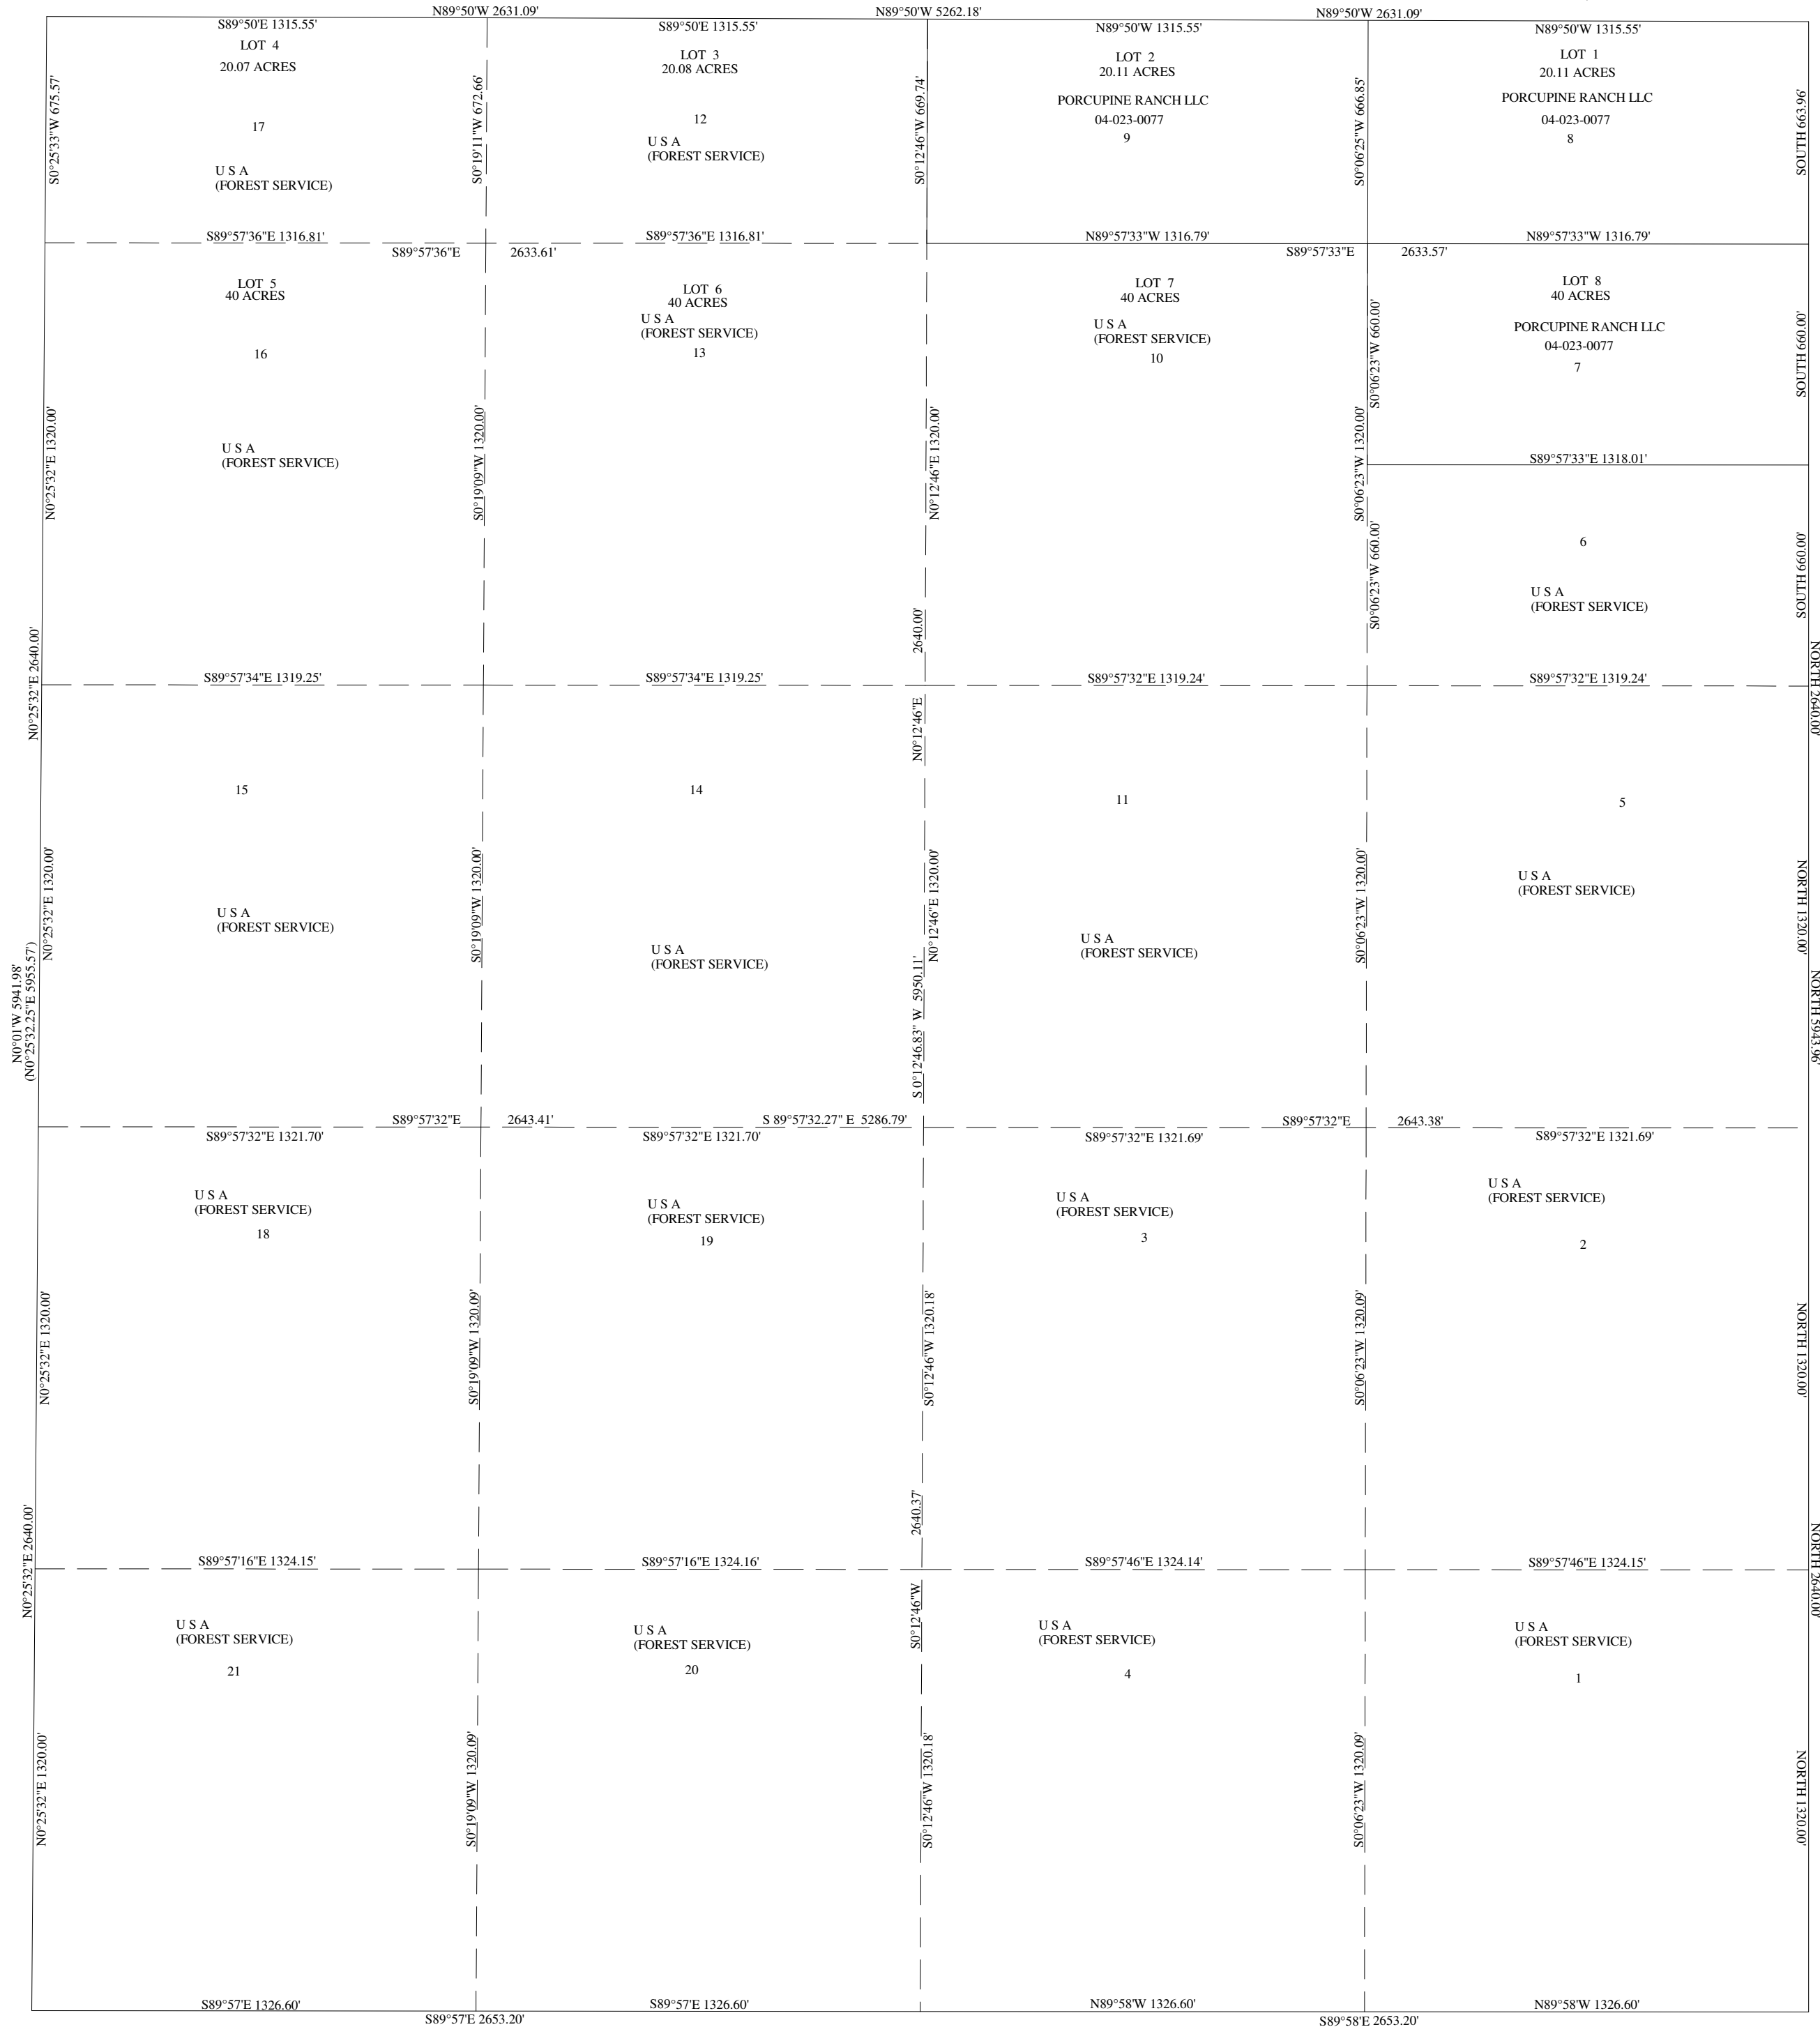 N89°50'W 2631.09'
N89°50'W 5262.18'
N89°50'W 2631.09'
S89°50'E 1315.55'
S89°50'E 1315.55'
N89°50'W 1315.55'
N89°50'W 1315.55'
LOT 4
20.07 ACRES
17
U S A
(FOREST SERVICE)
LOT 3
20.08 ACRES
12
U S A
(FOREST SERVICE)
LOT 2
20.11 ACRES
PORCUPINE RANCH LLC
04-023-0077
9
LOT 1
20.11 ACRES
PORCUPINE RANCH LLC
04-023-0077
8
S0°25'33"W 675.57'
S0°19'11"W 672.66'
S0°12'46"W 669.74'
S0°06'25"W 666.85'
SOUTH 663.96'
S89°57'36"E 1316.81'
S89°57'36"E 1316.81'
N89°57'33"W 1316.79'
N89°57'33"W 1316.79'
S89°57'36"E 2633.61'
S89°57'33"E 2633.57'
LOT 5
40 ACRES
16
U S A
(FOREST SERVICE)
LOT 6
40 ACRES
U S A
(FOREST SERVICE)
13
LOT 7
40 ACRES
U S A
(FOREST SERVICE)
10
LOT 8
40 ACRES
PORCUPINE RANCH LLC
04-023-0077
7
S0°06'23"W 660.00'
SOUTH 660.00'
N0°25'32"E 1320.00'
S0°19'09"W 1320.00'
N0°12'46"E 1320.00'
S0°06'23"W 1320.00'
S89°57'33"E 1318.01'
6
U S A
(FOREST SERVICE)
S0°06'23"W 660.00'
SOUTH 660.00'
N0°25'32"E 2640.00'
N0°12'46"E 2640.00'
NORTH 2640.00'
S89°57'34"E 1319.25'
S89°57'34"E 1319.25'
S89°57'32"E 1319.24'
S89°57'32"E 1319.24'
15
U S A
(FOREST SERVICE)
14
U S A
(FOREST SERVICE)
11
U S A
(FOREST SERVICE)
5
U S A
(FOREST SERVICE)
N0°25'32"E 1320.00'
S0°19'09"W 1320.00'
N0°12'46"E 1320.00'
S0°06'23"W 1320.00'
NORTH 1320.00'
N0°01'W 5941.98'
(N0°25'32.25"E 5955.57')
S 0°12'46.83" W 5950.11'
NORTH 5943.96'
S89°57'32"E 2643.41'
S 89°57'32.27" E 5286.79'
S89°57'32"E 2643.38'
S89°57'32"E 1321.70'
S89°57'32"E 1321.70'
S89°57'32"E 1321.69'
S89°57'32"E 1321.69'
U S A
(FOREST SERVICE)
18
U S A
(FOREST SERVICE)
19
U S A
(FOREST SERVICE)
3
U S A
(FOREST SERVICE)
2
N0°25'32"E 1320.00'
S0°19'09"W 1320.09'
S0°12'46"W 1320.18'
S0°06'23"W 1320.09'
NORTH 1320.00'
N0°25'32"E 2640.00'
S0°12'46"W 2640.37'
NORTH 2640.00'
S89°57'16"E 1324.15'
S89°57'16"E 1324.16'
S89°57'46"E 1324.14'
S89°57'46"E 1324.15'
U S A
(FOREST SERVICE)
21
U S A
(FOREST SERVICE)
20
U S A
(FOREST SERVICE)
4
U S A
(FOREST SERVICE)
1
N0°25'32"E 1320.00'
S0°19'09"W 1320.09'
S0°12'46"W 1320.18'
S0°06'23"W 1320.09'
NORTH 1320.00'
S89°57'E 1326.60'
S89°57'E 1326.60'
N89°58'W 1326.60'
N89°58'W 1326.60'
S89°57'E 2653.20'
S89°58'E 2653.20'